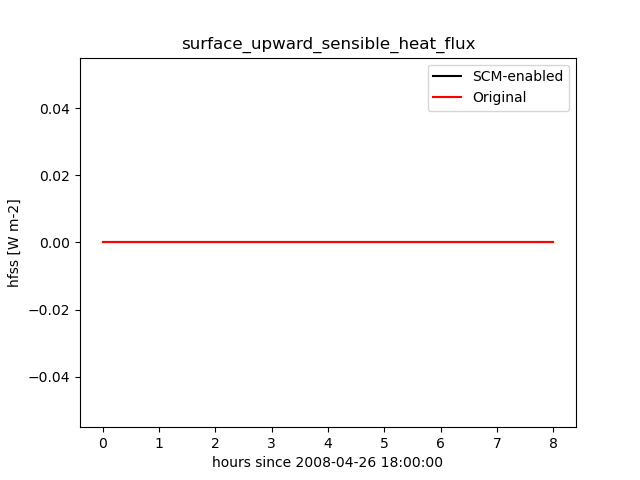 surface_upward_sensible_heat_flux
SCM-enabled
Original
0.04
0.02
0.00
−0.02
−0.04
hfss [W m-2]
0 1 2 3 4 5 6 7 8
hours since 2008-04-26 18:00:00